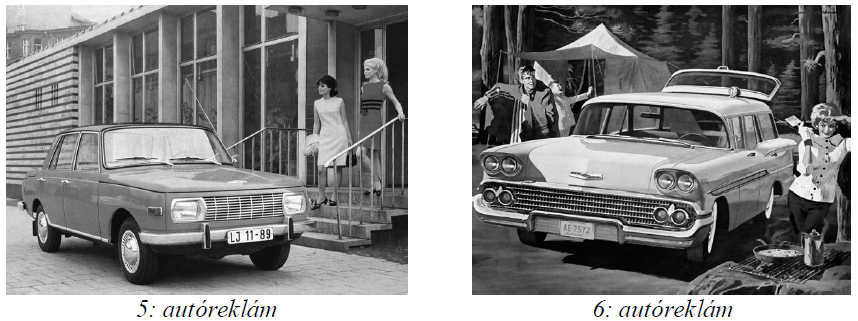 LJ 11-89
AE-7572
5: autóreklám
6: autóreklám